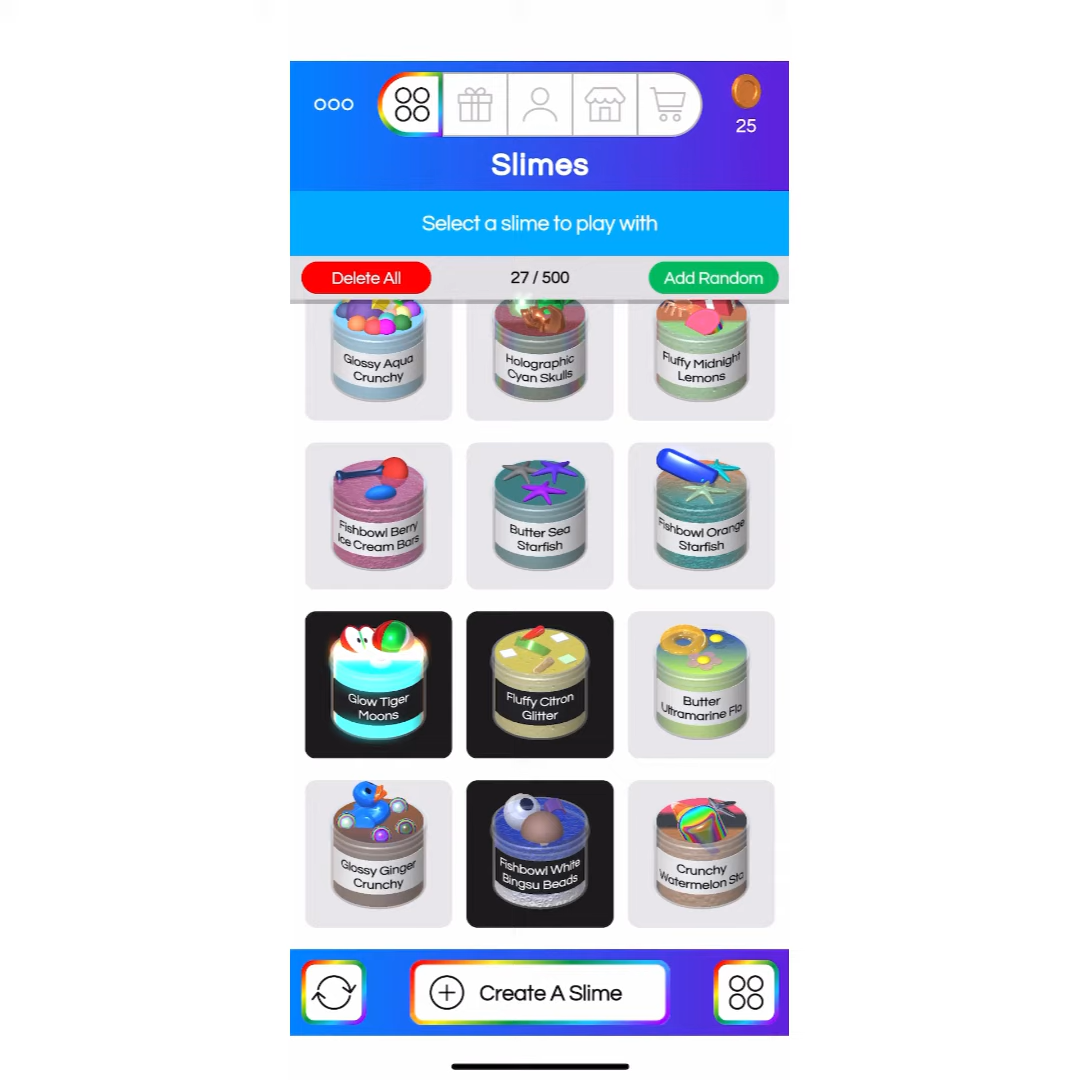 25
Slimes
Select a slime to play with
Delete All
27 / 500
Add Random
Glossy Aqua
Crunchy
Holographic
Cyan Skulls
Fluffy Midnight
Lemons
Fishbowl Berry
Ice Cream Bars
Butter Sea
Starfish
Fishbowl Orange
Starfish
Glow Tiger
Moons
Fluffy Citron
Glitter
Butter
Ultramarine Flo
Glossy Ginger
Crunchy
Fishbowl White
Bingsu Beads
Crunchy
Watermelon Sta
Create A Slime